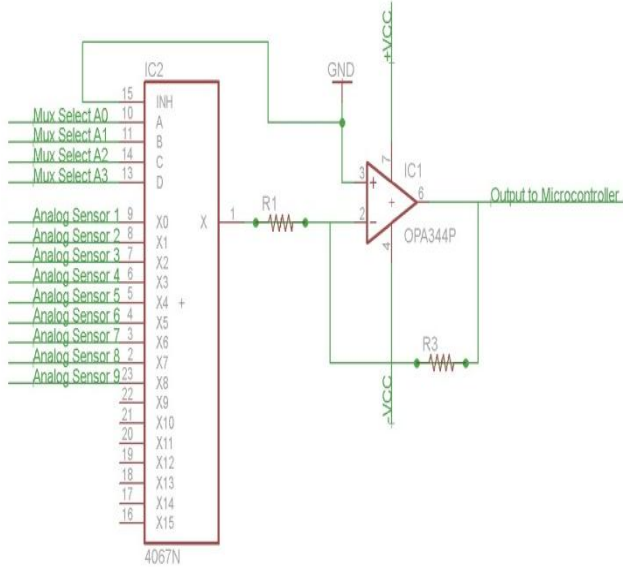 +VCC
GND
IC2
15 INH
Mux Select A0 10 A
Mux Select A1 11 B
Mux Select A2 14 C
Mux Select A3 13 D
Analog Sensor 1 9 X0 X 1
Analog Sensor 2 8 X1
Analog Sensor 3 7 X2
Analog Sensor 4 6 X3
Analog Sensor 5 5 X4
Analog Sensor 6 4 X5
Analog Sensor 7 3 X6
Analog Sensor 8 2 X7
Analog Sensor 9 23 X8
22 X9
21 X10
20 X11
19 X12
18 X13
17 X14
16 X15
4067N
R1
7
IC1
3 +
2 -
6
+
Output to Microcontroller
OPA344P
4
R3
-VCC